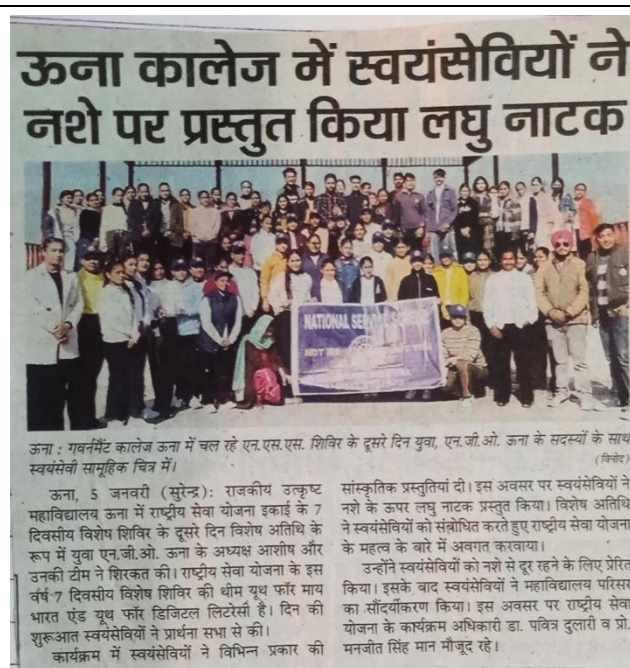 ऊना कालेज में स्वयंसेवियों ने
नशे पर प्रस्तुत किया लघु नाटक
NATIONAL SERVICE SCHEME
NOT ME
ऊना : गवर्नमैंट कालेज ऊना में चल रहे एन.एस.एस. शिविर के दूसरे दिन युवा, एन.जी.ओ. ऊना के सदस्यों के साथ
स्वयंसेवी सामूहिक चित्र में।
(विनोद)
ऊना, 5 जनवरी (सुरेन्द्र): राजकीय उत्कृष्ट
महाविद्यालय ऊना में राष्ट्रीय सेवा योजना इकाई के 7
दिवसीय विशेष शिविर के दूसरे दिन विशेष अतिथि के
रूप में युवा एन.जी.ओ. ऊना के अध्यक्ष आशीष और
उनकी टीम ने शिरकत की। राष्ट्रीय सेवा योजना के इस
वर्ष 7 दिवसीय विशेष शिविर की थीम यूथ फॉर माय
भारत एंड यूथ फॉर डिजिटल लिटरेसी है। दिन की
शुरूआत स्वयंसेवियों ने प्रार्थना सभा से की।
कार्यक्रम में स्वयंसेवियों ने विभिन्न प्रकार की
सांस्कृतिक प्रस्तुतियां दी। इस अवसर पर स्वयंसेवियों ने
नशे के ऊपर लघु नाटक प्रस्तुत किया। विशेष अतिथि
ने स्वयंसेवियों को संबोधित करते हुए राष्ट्रीय सेवा योजना
के महत्व के बारे में अवगत करवाया।
उन्होंने स्वयंसेवियों को नशे से दूर रहने के लिए प्रेरित
किया। इसके बाद स्वयंसेवियों ने महाविद्यालय परिसर
का सौंदर्यीकरण किया। इस अवसर पर राष्ट्रीय सेवा
योजना के कार्यक्रम अधिकारी डा. पवित्र दुलारी व प्रो.
मनजीत सिंह मान मौजूद रहे।